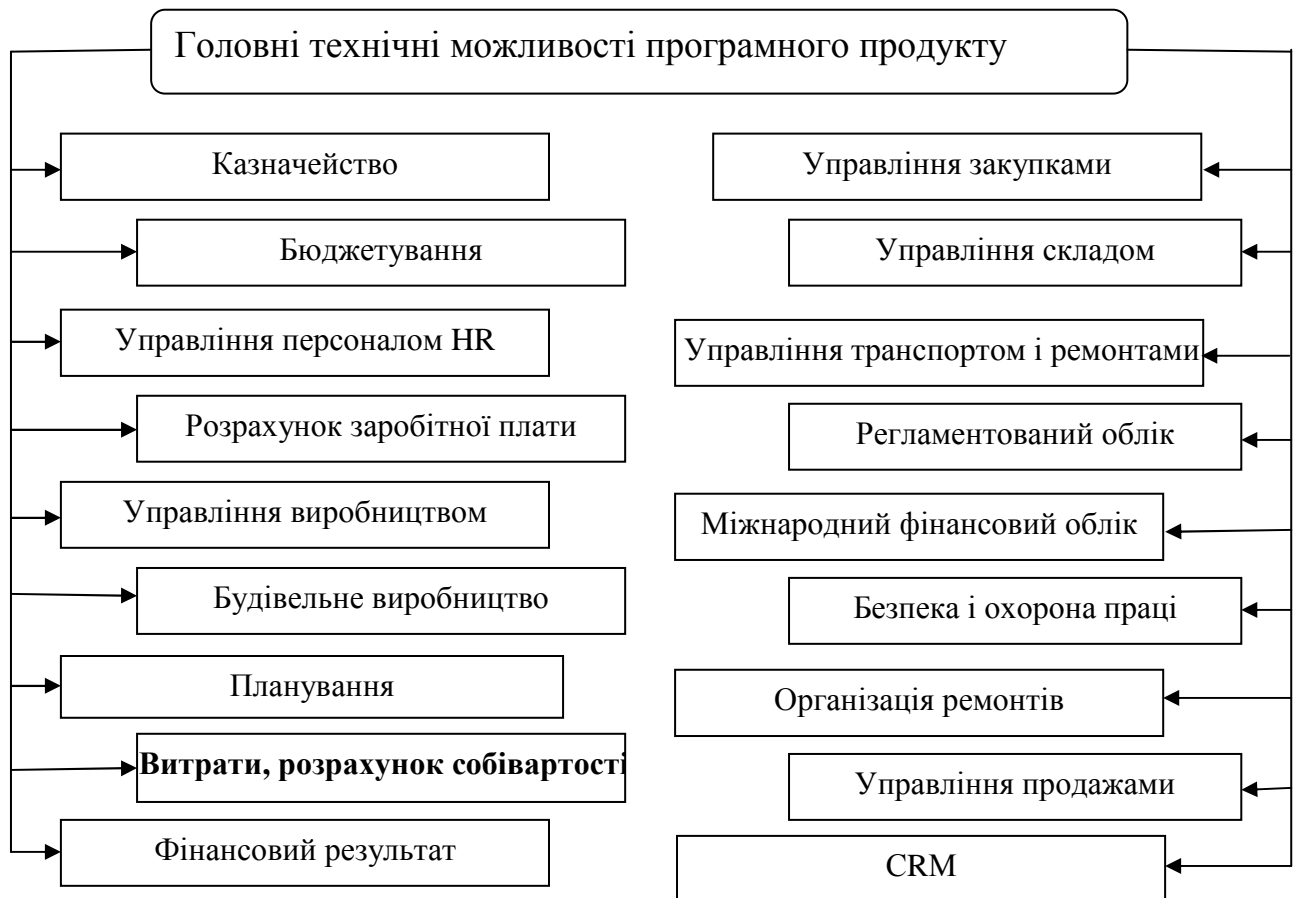 Головні технічні можливості програмного продукту
Казначейство
Бюджетування
Управління персоналом HR
Розрахунок заробітної плати
Управління виробництвом
Будівельне виробництво
Планування
Витрати, розрахунок собівартості
Фінансовий результат
Управління закупками
Управління складом
Управління транспортом і ремонтами
Регламентований облік
Міжнародний фінансовий облік
Безпека і охорона праці
Організація ремонтів
Управління продажами
CRM